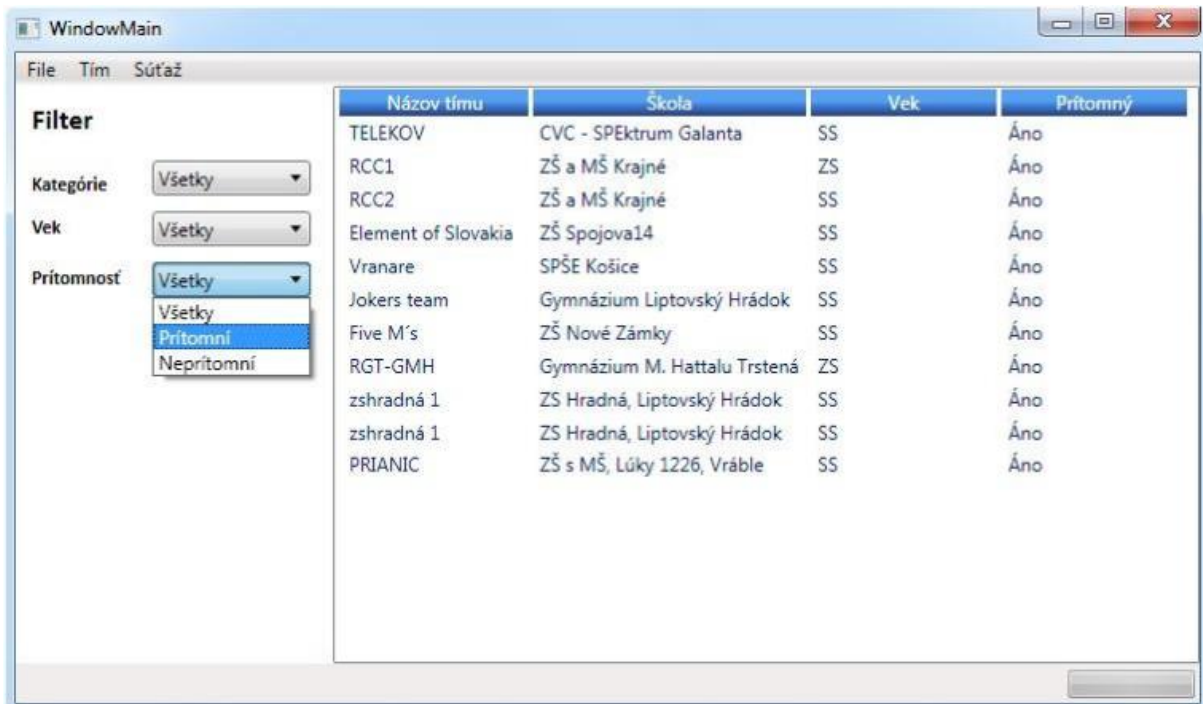 WindowMain
File Tím Súťaž
Filter
Kategórie Všetky
Vek Všetky
Prítomnosť Všetky
Všetky
Prítomní
Neprítomní
Názov tímu Škola Vek Prítomný
TELEKOV CVC - SPEktrum Galanta SS Áno
RCC1 ZŠ a MŠ Krajné ZS Áno
RCC2 ZŠ a MŠ Krajné SS Áno
Element of Slovakia ZŠ Spojova14 SS Áno
Vranare SPŠE Košice SS Áno
Jokers team Gymnázium Liptovský Hrádok SS Áno
Five M´s ZŠ Nové Zámky SS Áno
RGT-GMH Gymnázium M. Hattalu Trstená ZS Áno
zshradná 1 ZS Hradná, Liptovský Hrádok SS Áno
zshradná 1 ZS Hradná, Liptovský Hrádok SS Áno
PRIANIC ZŠ s MŠ, Lúky 1226, Vráble SS Áno